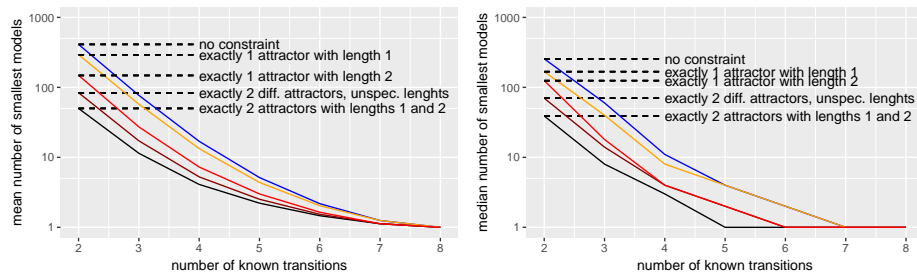 mean number of smallest models
1000
100
10
1
no constraint
exactly 1 attractor with length 1
exactly 1 attractor with length 2
exactly 2 diff. attractors, unspec. lenghts
exactly 2 attractors with lengths 1 and 2
2 3 4 5 6 7 8
number of known transitions
median number of smallest models
1000
100
10
1
no constraint
exactly 1 attractor with length 1
exactly 1 attractor with length 2
exactly 2 diff. attractors, unspec. lenghts
exactly 2 attractors with lengths 1 and 2
2 3 4 5 6 7 8
number of known transitions